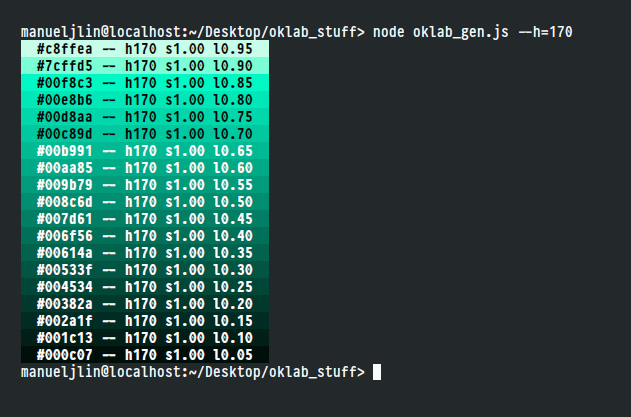 manueljlin@localhost:~/Desktop/oklab_stuff> node oklab_gen.js --h=170
#c8ffea -- h170 s1.00 l0.95
#7cffd5 -- h170 s1.00 l0.90
#00f8c3 -- h170 s1.00 l0.85
#00e8b6 -- h170 s1.00 l0.80
#00d8aa -- h170 s1.00 l0.75
#00c89d -- h170 s1.00 l0.70
#00b991 -- h170 s1.00 l0.65
#00aa85 -- h170 s1.00 l0.60
#009b79 -- h170 s1.00 l0.55
#008c6d -- h170 s1.00 l0.50
#007d61 -- h170 s1.00 l0.45
#006f56 -- h170 s1.00 l0.40
#00614a -- h170 s1.00 l0.35
#00533f -- h170 s1.00 l0.30
#004534 -- h170 s1.00 l0.25
#00382a -- h170 s1.00 l0.20
#002a1f -- h170 s1.00 l0.15
#001c13 -- h170 s1.00 l0.10
#000c07 -- h170 s1.00 l0.05
manueljlin@localhost:~/Desktop/oklab_stuff>